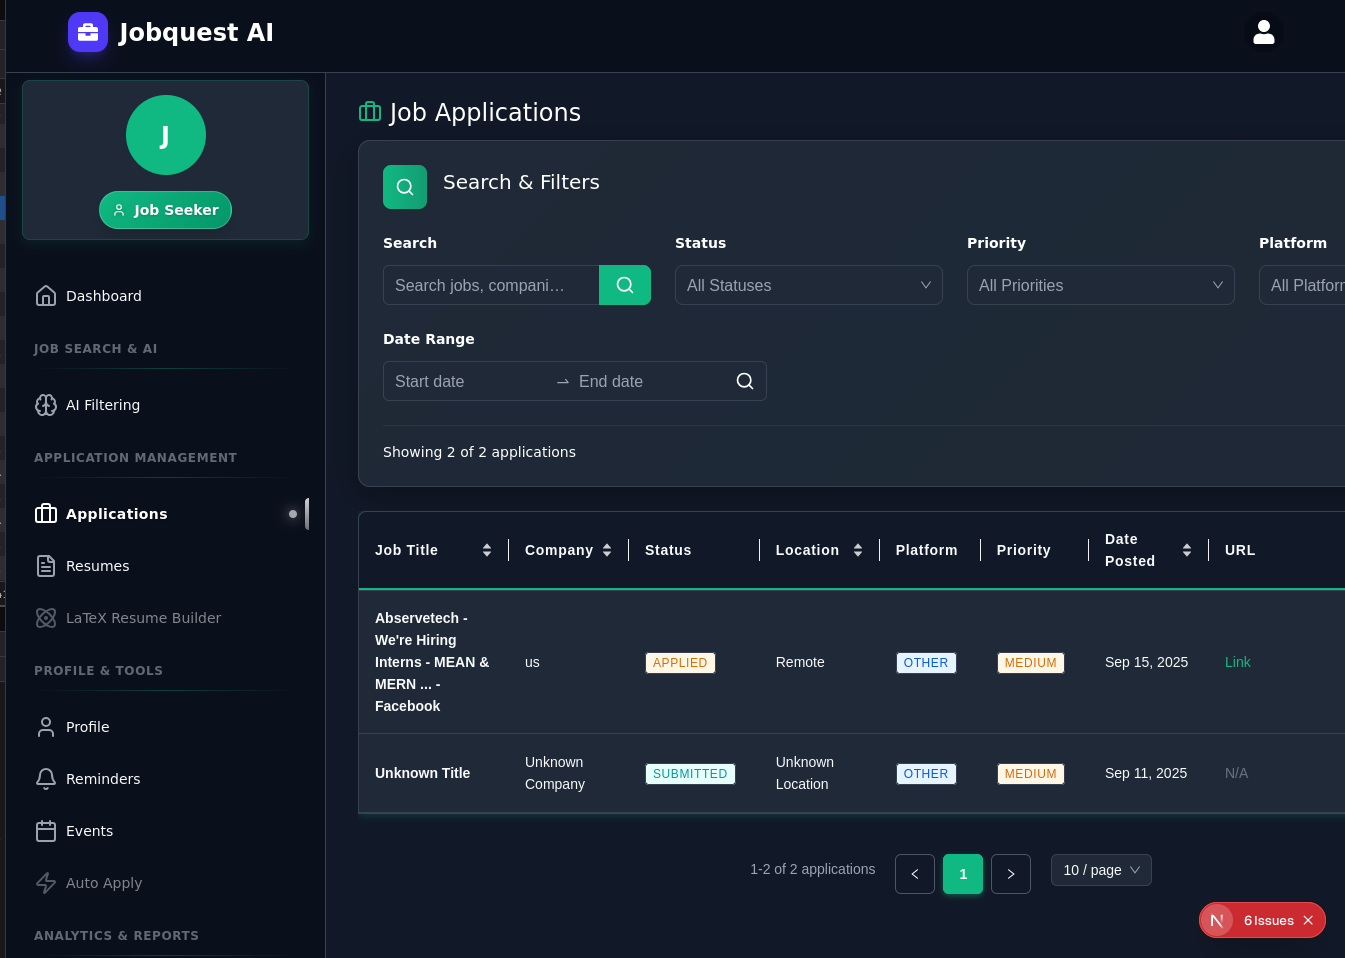 Jobquest AI
J
Job Seeker
Dashboard
JOB SEARCH & AI
AI Filtering
APPLICATION MANAGEMENT
Applications
Resumes
LaTeX Resume Builder
PROFILE & TOOLS
Profile
Reminders
Events
Auto Apply
ANALYTICS & REPORTS
Job Applications
Search & Filters
Search Status Priority Platform
Search jobs, compani... All Statuses All Priorities All Platfor
Date Range
Start date → End date
Showing 2 of 2 applications
Job Title Company Status Location Platform Priority Date Posted URL
Abservetech -
We're Hiring
Interns - MEAN &
MERN ... -
Facebook
us APPLIED Remote OTHER MEDIUM Sep 15, 2025 Link
Unknown Title Unknown Company SUBMITTED Unknown Location OTHER MEDIUM Sep 11, 2025 N/A
1-2 of 2 applications < 1 > 10 / page
N 6 Issues ×